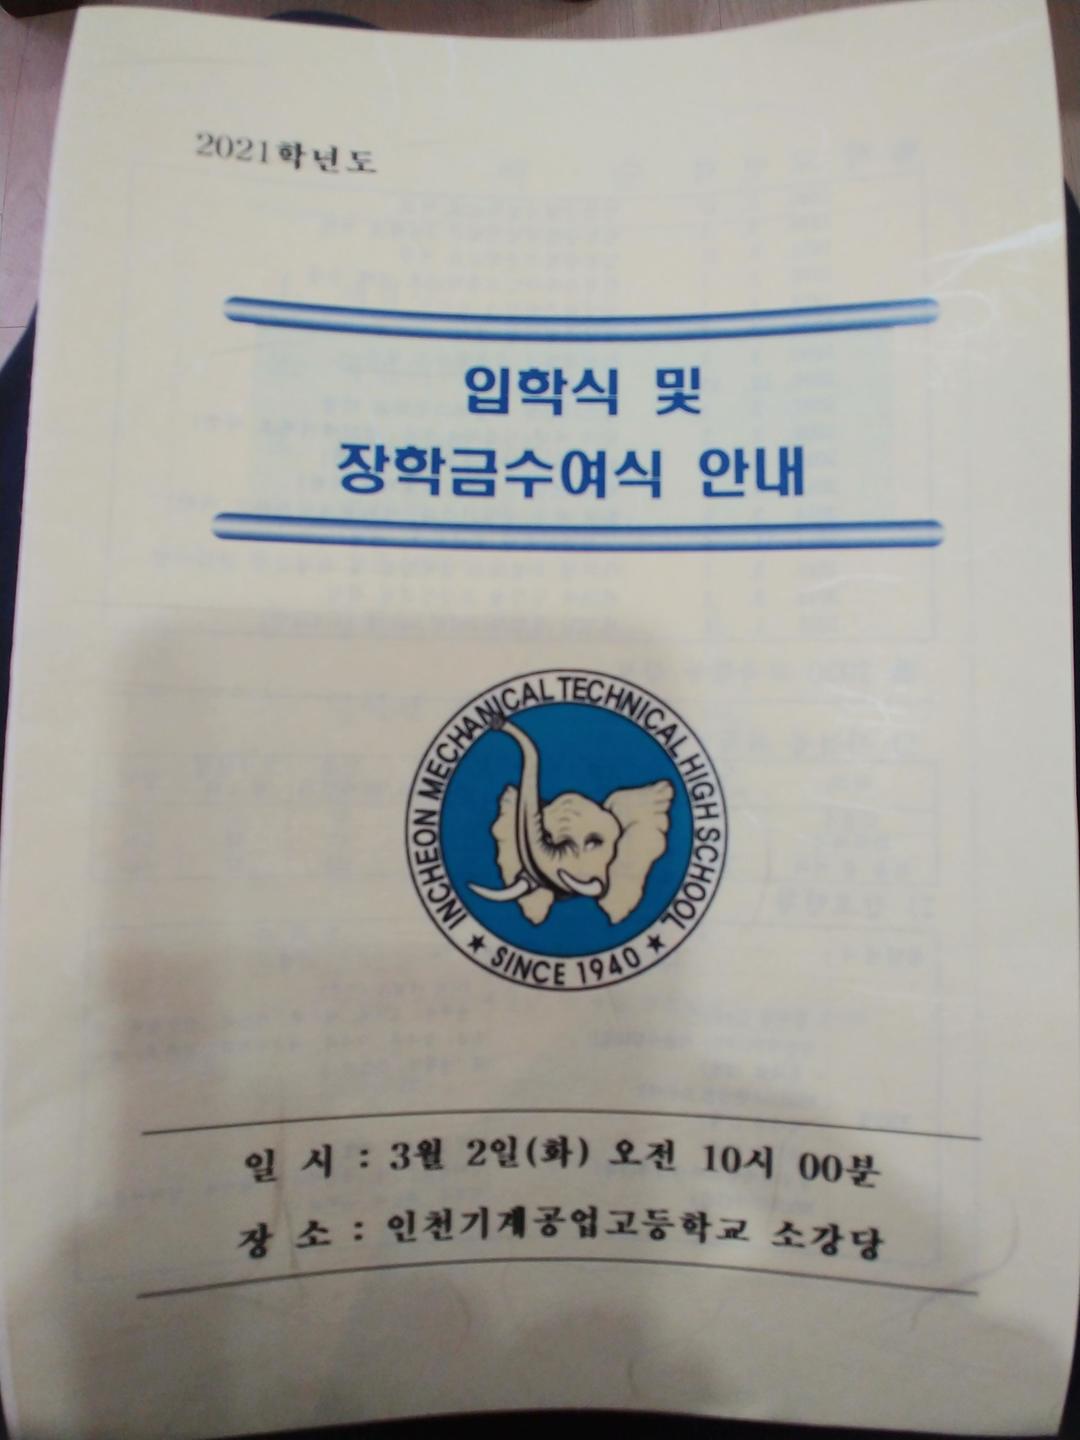 2021학년도
입학식 및
장학금수여식 안내
INCHEON MECHANICAL TECHNICAL HIGH SCHOOL
★ SINCE 1940 ★
일 시 : 3월 2일(화) 오전 10시 00분
장 소 : 인천기계공업고등학교 소강당